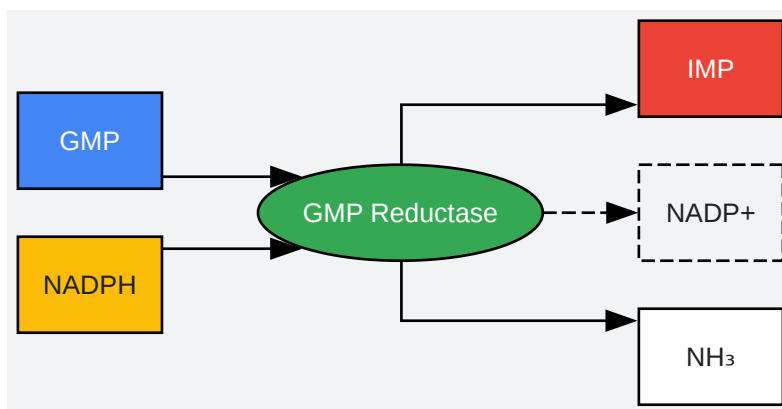 GMP
NADPH
GMP Reductase
IMP
NADP+
NH₃